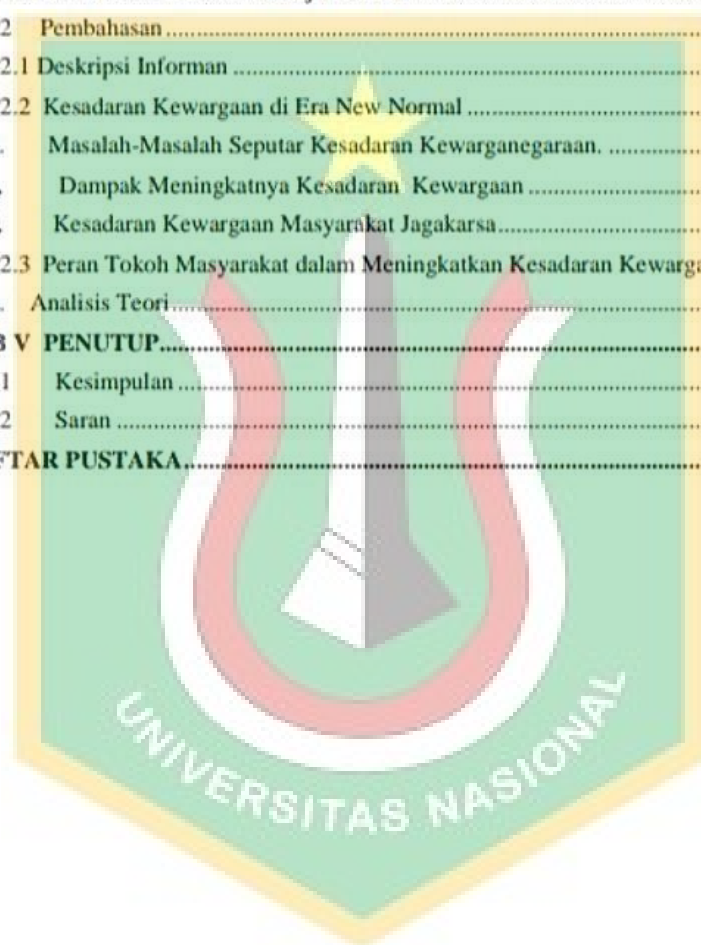 2 Pembahasan ........................................
2.1 Deskripsi Informan ........................................
2.2 Kesadaran Kewargaan di Era New Normal ........................................
. Masalah-Masalah Seputar Kesadaran Kewarganegaraan. ........................................
. Dampak Meningkatnya Kesadaran Kewargaan ........................................
. Kesadaran Kewargaan Masyarakat Jagakarsa ........................................
2.3 Peran Tokoh Masyarakat dalam Meningkatkan Kesadaran Kewarga
. Analisis Teori ........................................
B V PENUTUP ........................................
1 Kesimpulan ........................................
2 Saran ........................................
FTAR PUSTAKA ........................................
UNIVERSITAS NASIONAL